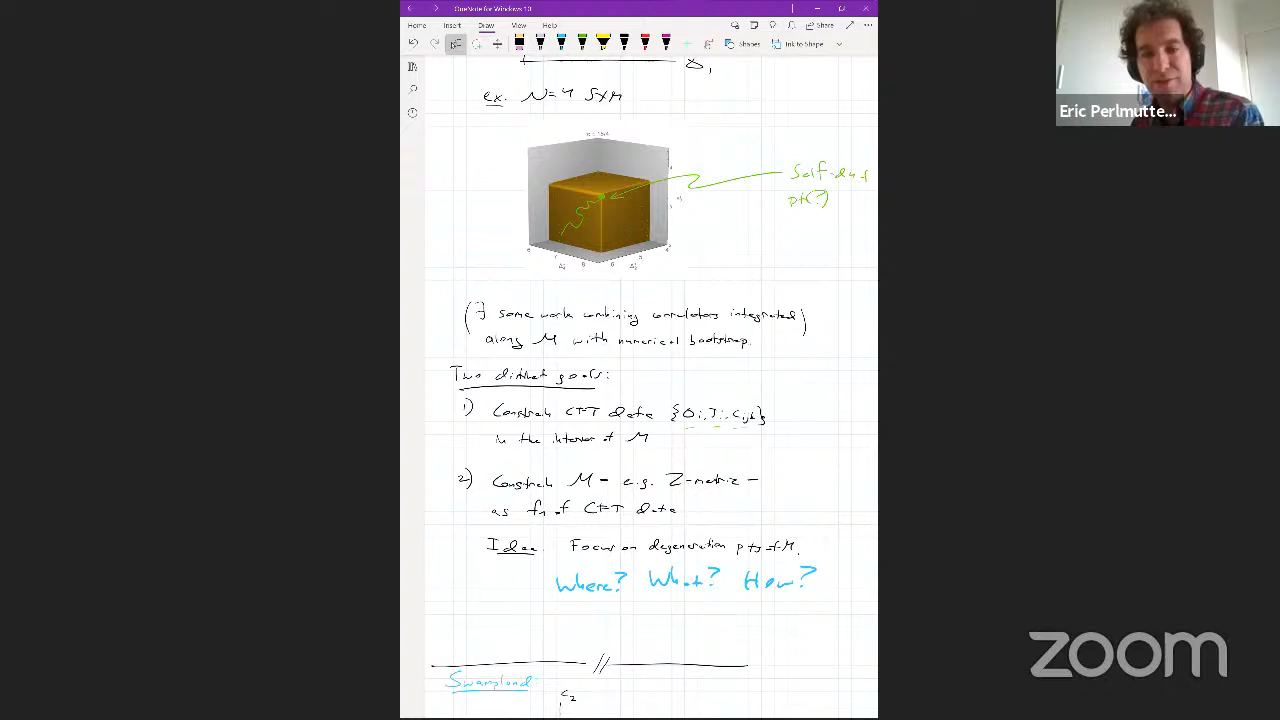 OneNote for Windows 10
Home Insert Draw View Help
Share
Shapes
Ink to Shape
Δ1
ex. N=4 SYM
Self-dual
pt(?)
(∃ some work combining correlators integrated
along M with numerical bootstrap.)
Two distinct goals:
1) Constrain CFT data {Δi, Ji, Cijk}
in the interior of M
2) Constrain M – e.g. Z-metric –
as fn of CFT data
Idea. Focus on degeneration pts of M.
Where? What? How?
Swampland
C2
Eric Perlmutte...
zoom